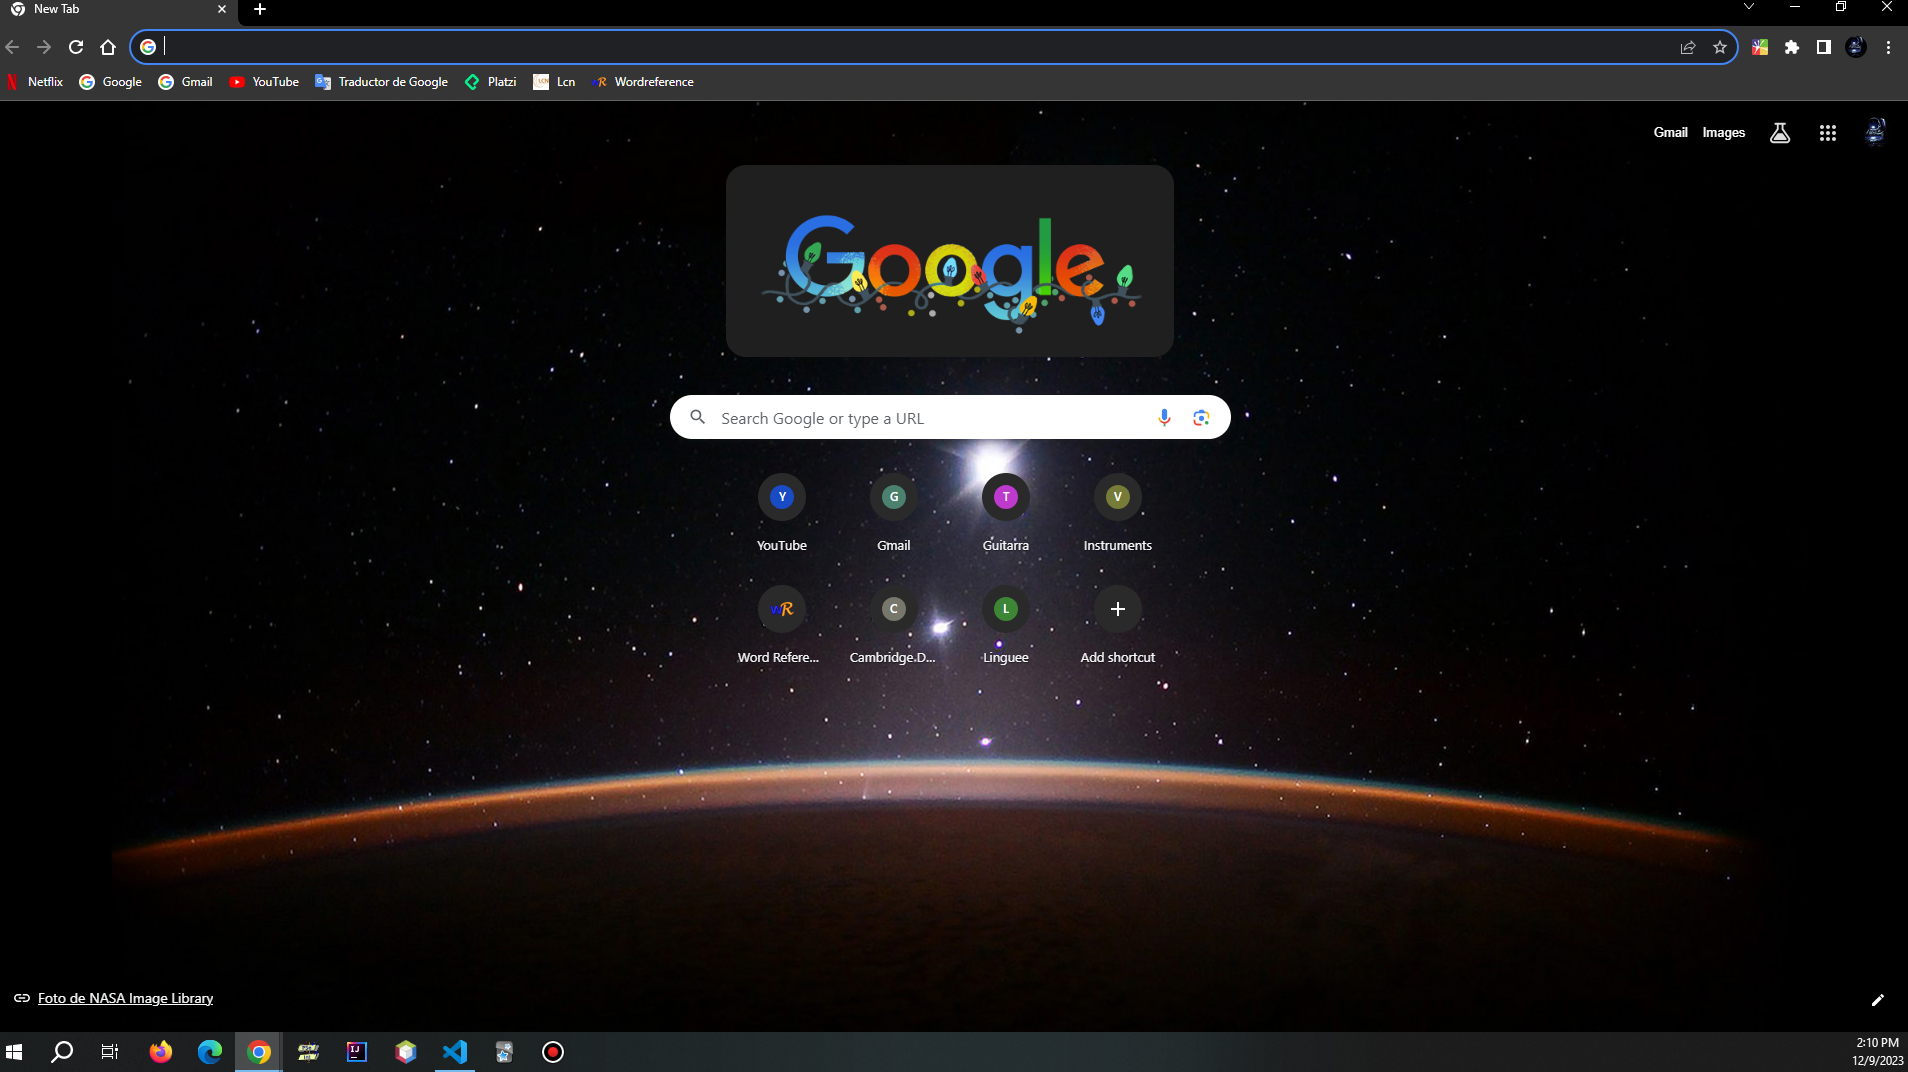 New Tab
Netflix Google Gmail YouTube Traductor de Google Platzi Lcn Wordreference
Gmail Images
Google
Search Google or type a URL
Y G T V
YouTube Gmail Guitarra Instruments
wR C L
Word Refere... Cambridge D... Linguee Add shortcut
Foto de NASA Image Library
IJ
2:10 PM
12/9/2023